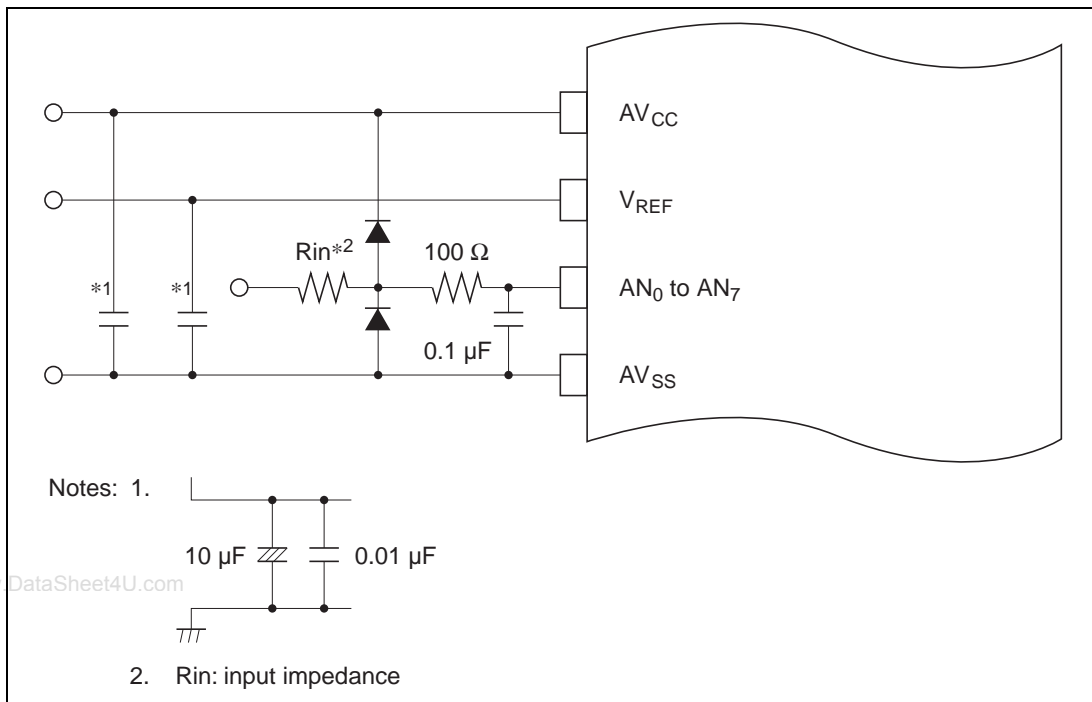 AVCC
VREF
Rin*2
100 Ω
*1
*1
AN0 to AN7
0.1 µF
AVSS
Notes: 1.
10 µF
0.01 µF
.DataSheet4U.com
2. Rin: input impedance